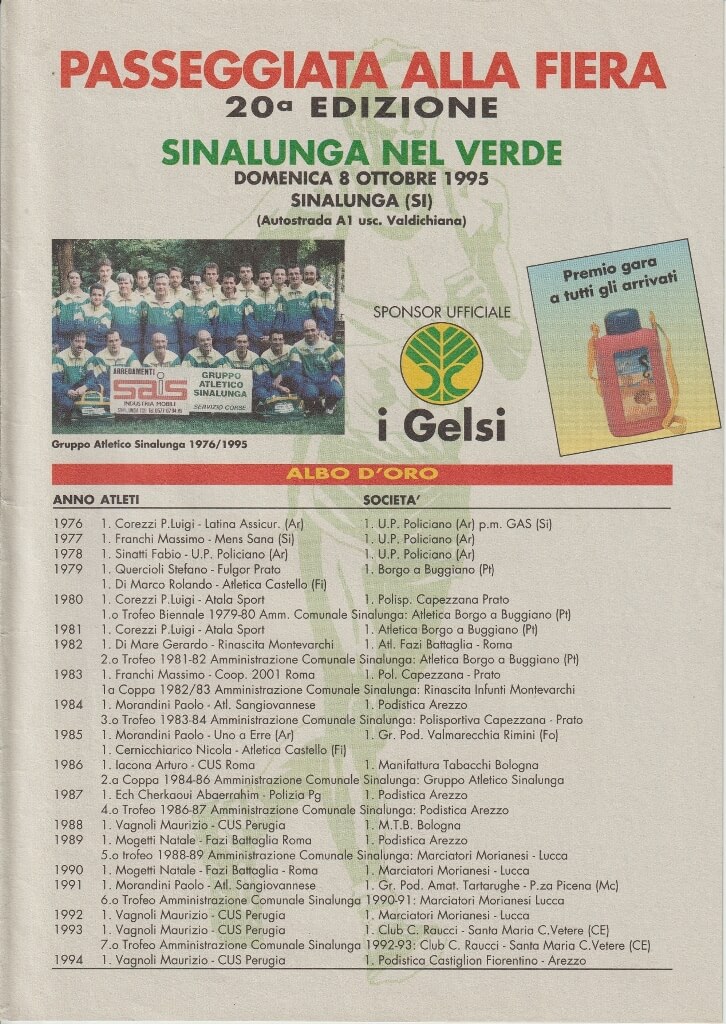 PASSEGGIATA ALLA FIERA
20a EDIZIONE
SINALUNGA NEL VERDE
DOMENICA 8 OTTOBRE 1995
SINALUNGA (SI)
(Autostrada A1 usc. Valdichiana)
Premio gara
a tutti gli arrivati
SPONSOR UFFICIALE
i Gelsi
ARREDAMENTI
sais
INDUSTRIA MOBILI
GRUPPO
ATLETICO
SINALUNGA
SERVIZIO CORSE
Gruppo Atletico Sinalunga 1976/1995
ALBO D'ORO
ANNO ATLETI SOCIETA'
1976 1. Corezzi P.Luigi - Latina Assicur. (Ar) 1. U.P. Policiano (Ar) p.m. GAS (Si)
1977 1. Franchi Massimo - Mens Sana (Si) 1. U.P. Policiano (Ar)
1978 1. Sinatti Fabio - U.P. Policiano (Ar) 1. U.P. Policiano (Ar)
1979 1. Quercioli Stefano - Fulgor Prato 1. Borgo a Buggiano (Pt)
1. Di Marco Rolando - Atletica Castello (Fi)
1980 1. Corezzi P.Luigi - Atala Sport 1. Polisp. Capezzana Prato
1.o Trofeo Biennale 1979-80 Amm. Comunale Sinalunga: Atletica Borgo a Buggiano (Pt)
1981 1. Corezzi P.Luigi - Atala Sport 1. Atletica Borgo a Buggiano (Pt)
1982 1. Di Mare Gerardo - Rinascita Montevarchi 1. Atl. Fazi Battaglia - Roma
2.o Trofeo 1981-82 Amministrazione Comunale Sinalunga: Atletica Borgo a Buggiano (Pt)
1983 1. Franchi Massimo - Coop. 2001 Roma 1. Pol. Capezzana - Prato
1a Coppa 1982/83 Amministrazione Comunale Sinalunga: Rinascita Infunti Montevarchi
1984 1. Morandini Paolo - Atl. Sangiovannese 1. Podistica Arezzo
3.o Trofeo 1983-84 Amministrazione Comunale Sinalunga: Polisportiva Capezzana - Prato
1985 1. Morandini Paolo - Uno a Erre (Ar) 1. Gr. Pod. Valmarecchia Rimini (Fo)
1. Cernicchiarico Nicola - Atletica Castello (Fi)
1986 1. Iacona Arturo - CUS Roma 1. Manifattura Tabacchi Bologna
2.a Coppa 1984-86 Amministrazione Comunale Sinalunga: Gruppo Atletico Sinalunga
1987 1. Ech Cherkaoui Abaerrahim - Polizia Pg 1. Podistica Arezzo
4.o Trofeo 1986-87 Amministrazione Comunale Sinalunga: Podistica Arezzo
1988 1. Vagnoli Maurizio - CUS Perugia 1. M.T.B. Bologna
1989 1. Mogetti Natale - Fazi Battaglia Roma 1. Podistica Arezzo
5.o trofeo 1988-89 Amministrazione Comunale Sinalunga: Marciatori Morianesi - Lucca
1990 1. Mogetti Natale - Fazi Battaglia - Roma 1. Marciatori Morianesi - Lucca
1991 1. Morandini Paolo - Atl. Sangiovannese 1. Gr. Pod. Amat. Tartarughe - P.za Picena (Mc)
6.o Trofeo Amministrazione Comunale Sinalunga 1990-91: Marciatori Morianesi Lucca
1992 1. Vagnoli Maurizio - CUS Perugia 1. Marciatori Morianesi - Lucca
1993 1. Vagnoli Maurizio - CUS Perugia 1. Club C. Raucci - Santa Maria C.Vetere (CE)
7.o Trofeo Amministrazione Comunale Sinalunga 1992-93: Club C. Raucci - Santa Maria C.Vetere (CE)
1994 1. Vagnoli Maurizio - CUS Perugia 1. Podistica Castiglion Fiorentino - Arezzo